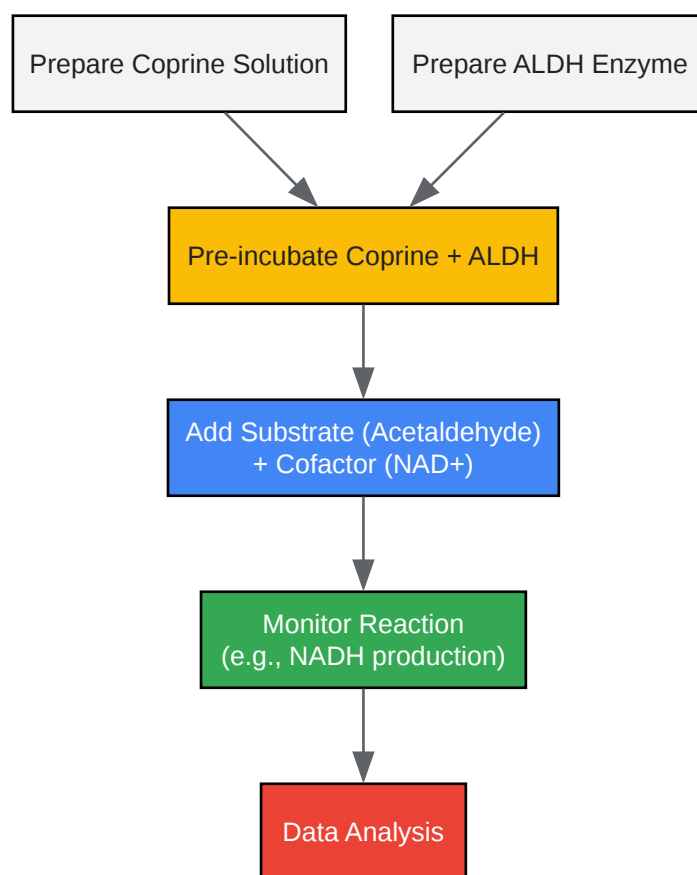 Prepare Coprine Solution
Prepare ALDH Enzyme
Pre-incubate Coprine + ALDH
Add Substrate (Acetaldehyde)
+ Cofactor (NAD+)
Monitor Reaction
(e.g., NADH production)
Data Analysis